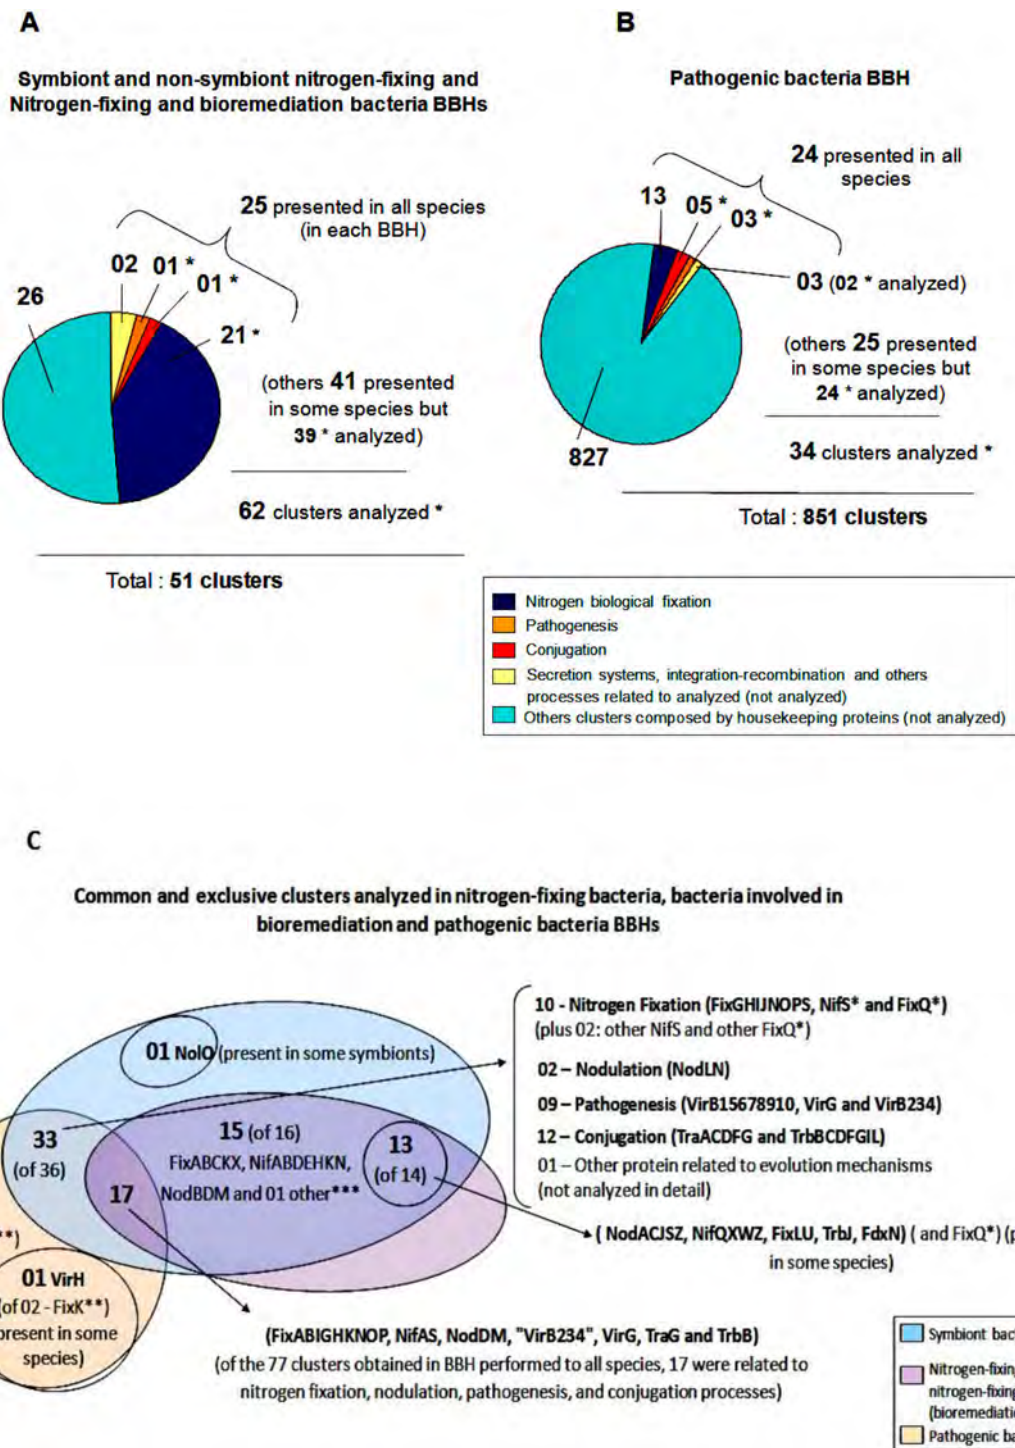 A
Symbiont and non-symbiont nitrogen-fixing and
Nitrogen-fixing and bioremediation bacteria BBHs
25 presented in all species
(in each BBH)
02 01 * 01 *
26
21 *
(others 41 presented
in some species but
39 * analyzed)
62 clusters analyzed *
Total : 51 clusters
B
Pathogenic bacteria BBH
24 presented in all
species
13 05 * 03 *
03 (02 * analyzed)
(others 25 presented
in some species but
24 * analyzed)
827
34 clusters analyzed *
Total : 851 clusters
Nitrogen biological fixation
Pathogenesis
Conjugation
Secretion systems, integration-recombination and others
processes related to analyzed (not analyzed)
Others clusters composed by housekeeping proteins (not analyzed)
C
Common and exclusive clusters analyzed in nitrogen-fixing bacteria, bacteria involved in
bioremediation and pathogenic bacteria BBHs
01 NolO (present in some symbionts)
33
(of 36)
15 (of 16)
FixABCKX, NifABDEHKN,
NodBDM and 01 other***
13
(of 14)
17
**)
01 VirH
(of 02 - FixK**)
present in some
species)
10 - Nitrogen Fixation (FixGHIJNOPS, NifS* and FixQ*)
(plus 02: other NifS and other FixQ*)
02 – Nodulation (NodLN)
09 – Pathogenesis (VirB15678910, VirG and VirB234)
12 – Conjugation (TraACDFG and TrbBCDFGIL)
01 – Other protein related to evolution mechanisms
(not analyzed in detail)
( NodACJSZ, NifQXWZ, FixLU, TrbJ, FdxN) ( and FixQ*) (p
in some species)
(FixABIGHKNOP, NifAS, NodDM, "VirB234", VirG, TraG and TrbB)
(of the 77 clusters obtained in BBH performed to all species, 17 were related to
nitrogen fixation, nodulation, pathogenesis, and conjugation processes)
Symbiont bact
Nitrogen-fixing
nitrogen-fixing
(bioremediatio
Pathogenic ba